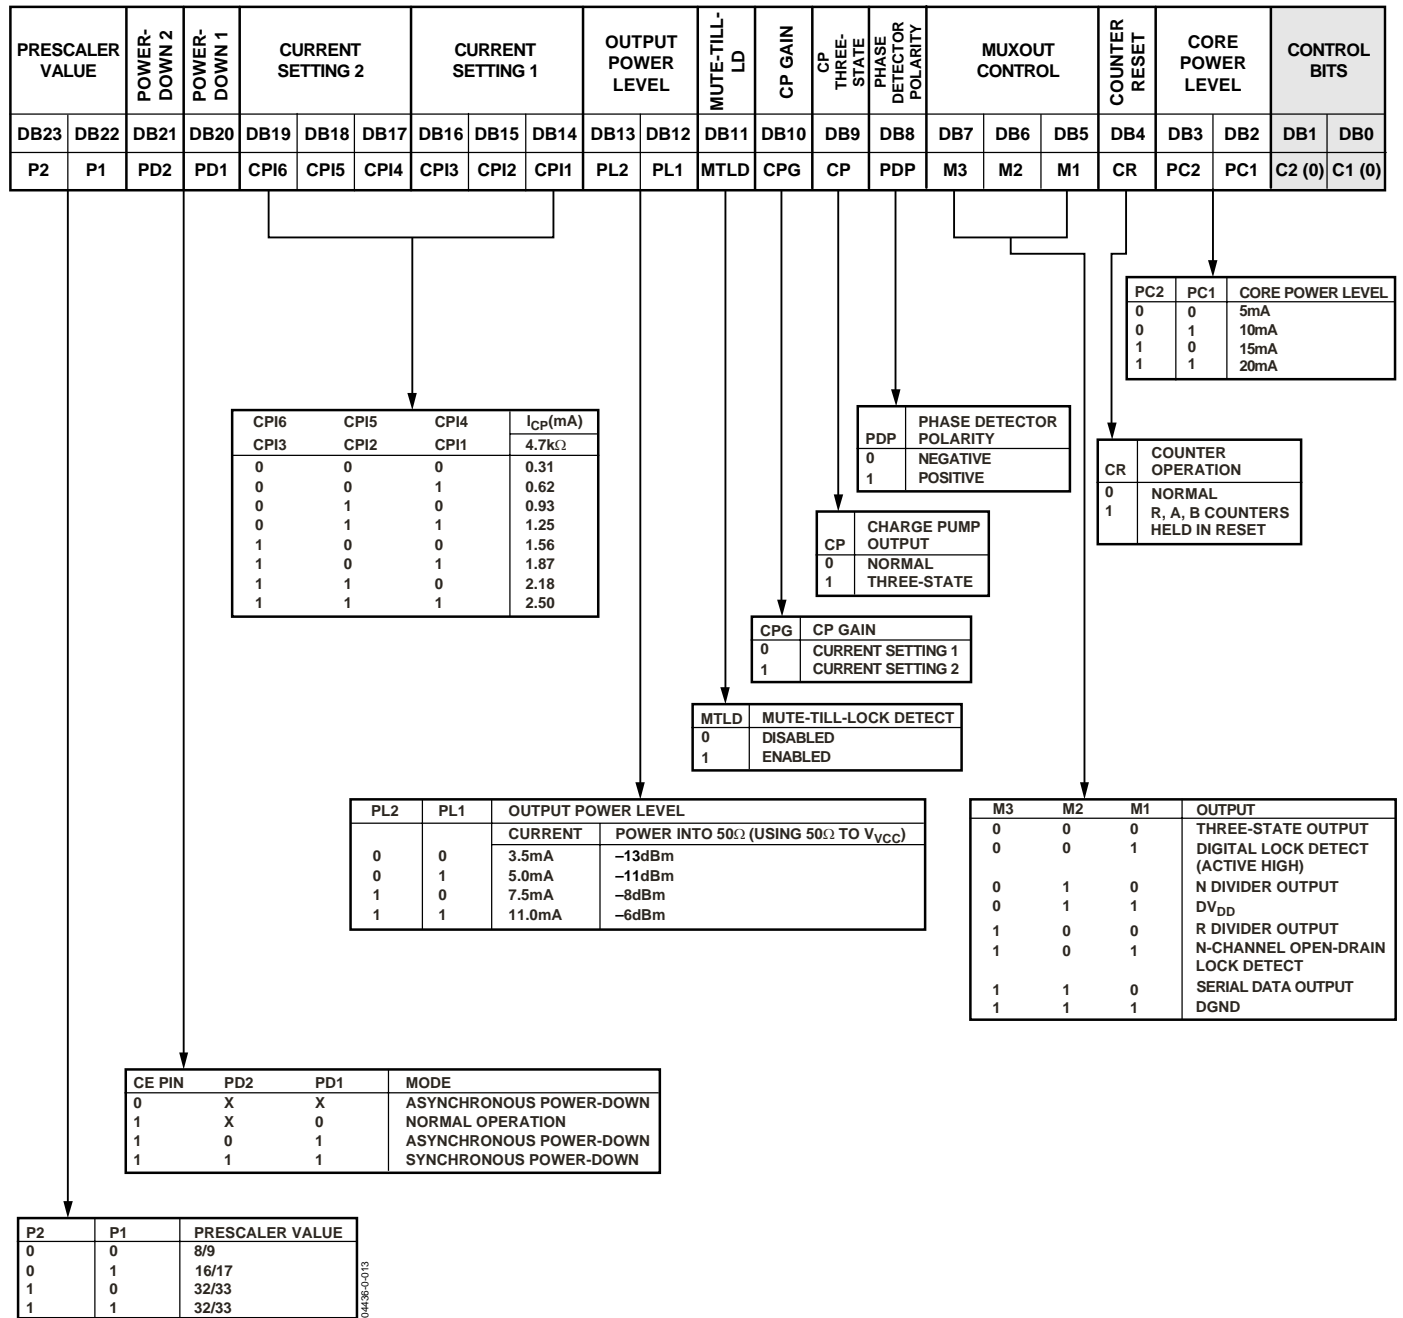 PRESCALER VALUE
POWER-DOWN 2
POWER-DOWN 1
CURRENT SETTING 2
CURRENT SETTING 1
OUTPUT POWER LEVEL
MUTE-TILL-LD
CP GAIN
CP THREE-STATE
PHASE DETECTOR POLARITY
MUXOUT CONTROL
COUNTER RESET
CORE POWER LEVEL
CONTROL BITS
DB23 DB22 DB21 DB20 DB19 DB18 DB17 DB16 DB15 DB14 DB13 DB12 DB11 DB10 DB9 DB8 DB7 DB6 DB5 DB4 DB3 DB2 DB1 DB0
P2 P1 PD2 PD1 CPI6 CPI5 CPI4 CPI3 CPI2 CPI1 PL2 PL1 MTLD CPG CP PDP M3 M2 M1 CR PC2 PC1 C2 (0) C1 (0)
PC2 PC1 CORE POWER LEVEL
0 0 5mA
0 1 10mA
1 0 15mA
1 1 20mA
CPI6 CPI5 CPI4 ICP(mA)
CPI3 CPI2 CPI1 4.7kΩ
0 0 0 0.31
0 0 1 0.62
0 1 0 0.93
0 1 1 1.25
1 0 0 1.56
1 0 1 1.87
1 1 0 2.18
1 1 1 2.50
PHASE DETECTOR
PDP POLARITY
0 NEGATIVE
1 POSITIVE
COUNTER
CR OPERATION
0 NORMAL
1 R, A, B COUNTERS
HELD IN RESET
CHARGE PUMP
CP OUTPUT
0 NORMAL
1 THREE-STATE
CPG CP GAIN
0 CURRENT SETTING 1
1 CURRENT SETTING 2
MTLD MUTE-TILL-LOCK DETECT
0 DISABLED
1 ENABLED
PL2 PL1 OUTPUT POWER LEVEL
CURRENT POWER INTO 50Ω (USING 50Ω TO VVCC)
0 0 3.5mA –13dBm
0 1 5.0mA –11dBm
1 0 7.5mA –8dBm
1 1 11.0mA –6dBm
M3 M2 M1 OUTPUT
0 0 0 THREE-STATE OUTPUT
0 0 1 DIGITAL LOCK DETECT
(ACTIVE HIGH)
0 1 0 N DIVIDER OUTPUT
0 1 1 DVDD
1 0 0 R DIVIDER OUTPUT
1 0 1 N-CHANNEL OPEN-DRAIN
LOCK DETECT
1 1 0 SERIAL DATA OUTPUT
1 1 1 DGND
CE PIN PD2 PD1 MODE
0 X X ASYNCHRONOUS POWER-DOWN
1 X 0 NORMAL OPERATION
1 0 1 ASYNCHRONOUS POWER-DOWN
1 1 1 SYNCHRONOUS POWER-DOWN
P2 P1 PRESCALER VALUE
0 0 8/9
0 1 16/17
1 0 32/33
1 1 32/33
04436-0-013